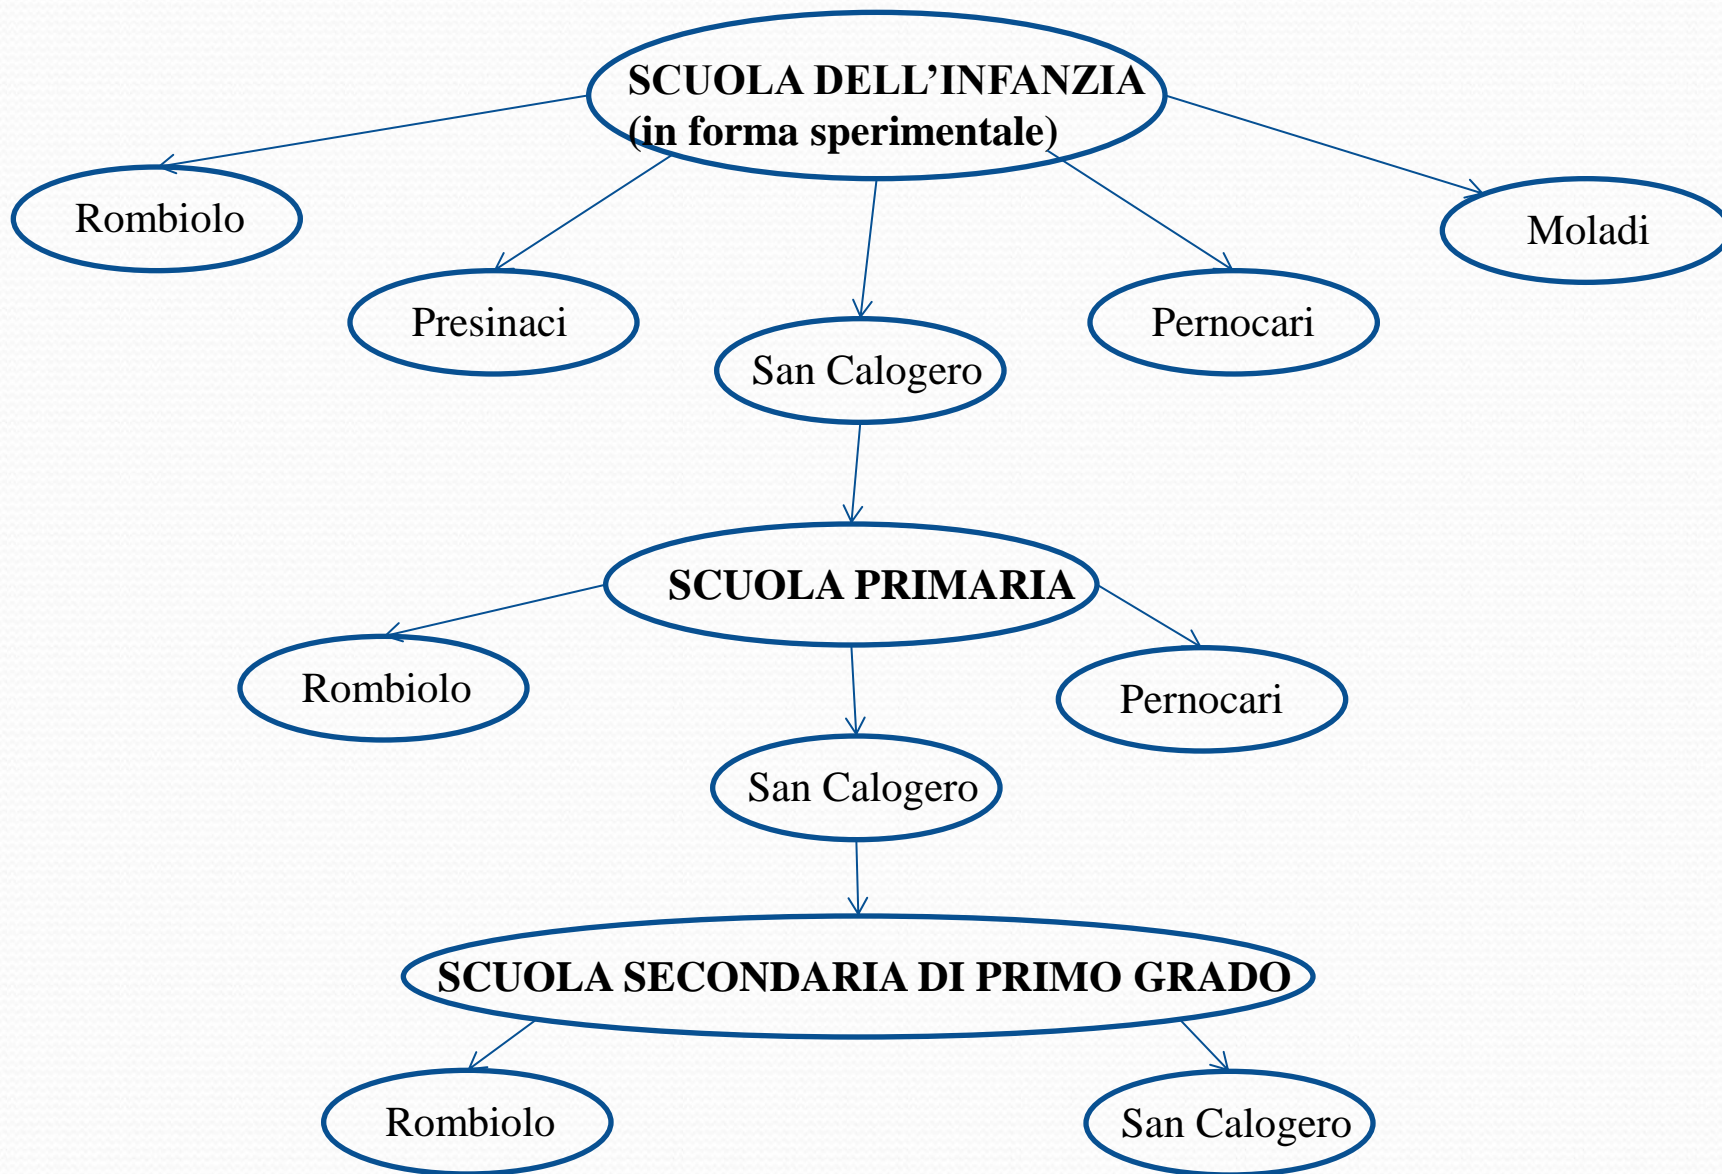 SCUOLA DELL’INFANZIA
(in forma sperimentale)
Rombiolo
Moladi
Presinaci
Pernocari
San Calogero
SCUOLA PRIMARIA
Rombiolo
Pernocari
San Calogero
SCUOLA SECONDARIA DI PRIMO GRADO
Rombiolo
San Calogero